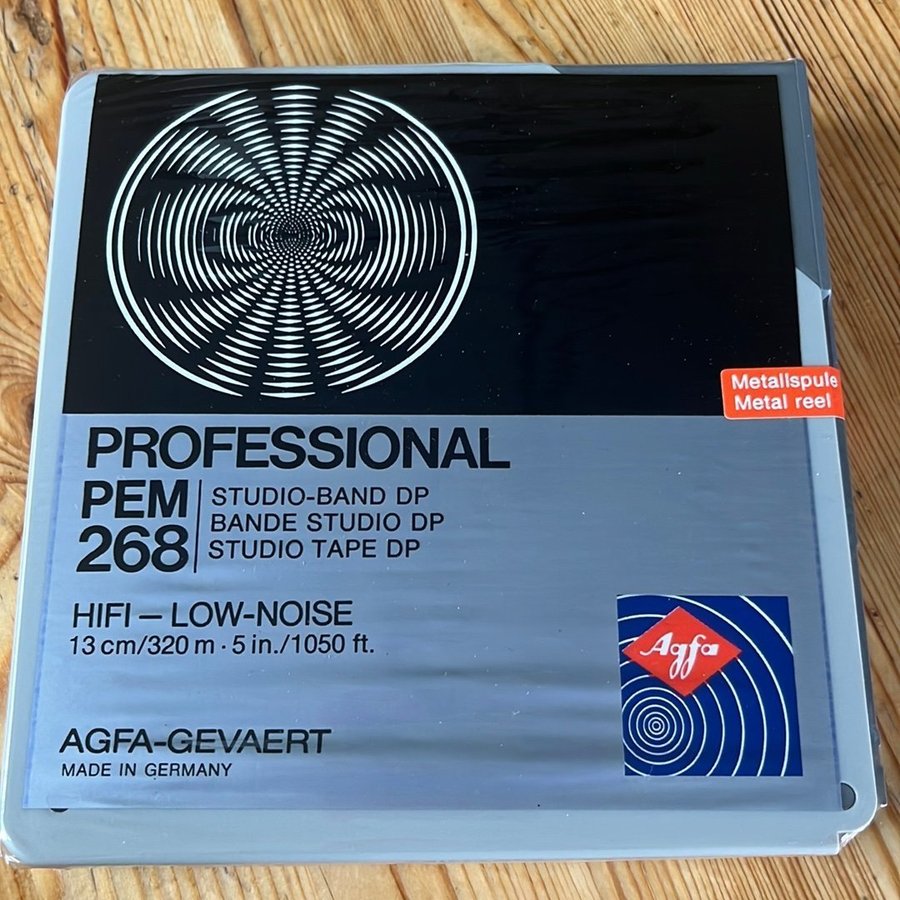 Metallspule
Metal reel
PROFESSIONAL
PEM
268
STUDIO-BAND DP
BANDE STUDIO DP
STUDIO TAPE DP
HIFI – LOW-NOISE
13 cm/320 m · 5 in./1050 ft.
Agfa
AGFA-GEVAERT
MADE IN GERMANY